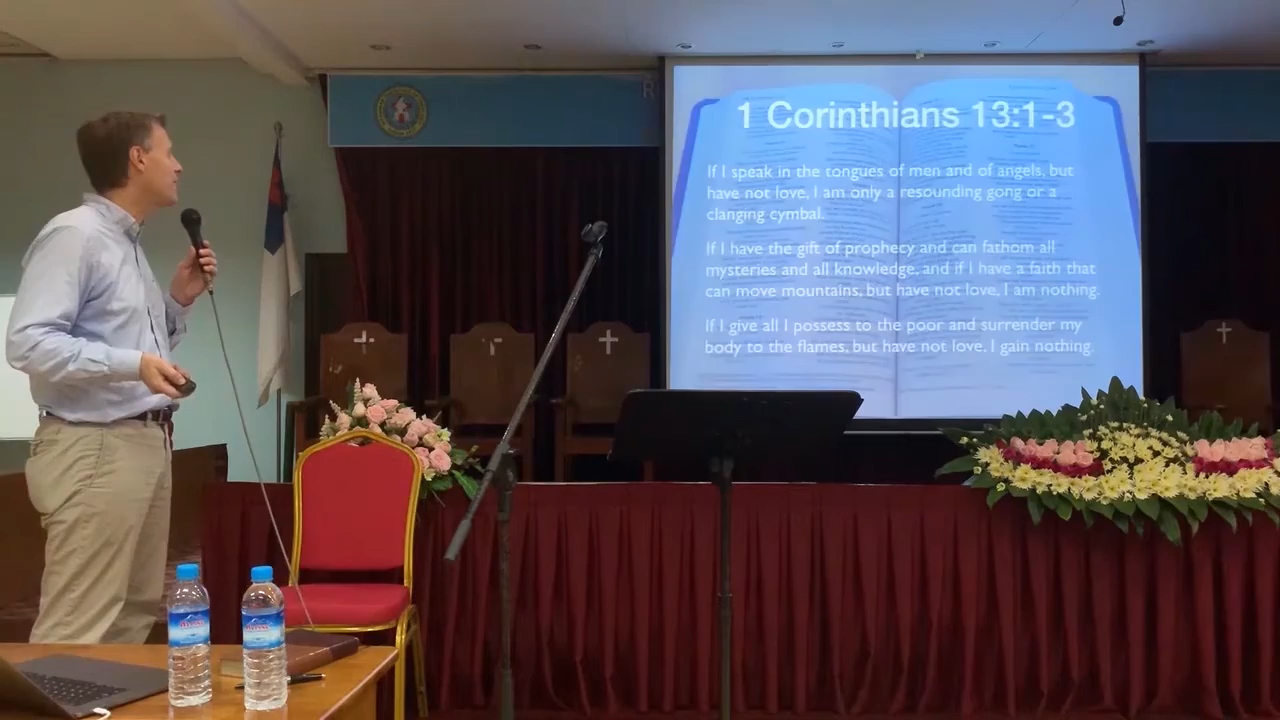 R
1 Corinthians 13:1-3
If I speak in the tongues of men and of angels, but
have not love, I am only a resounding gong or a
clanging cymbal.
If I have the gift of prophecy and can fathom all
mysteries and all knowledge, and if I have a faith that
can move mountains, but have not love, I am nothing.
If I give all I possess to the poor and surrender my
body to the flames, but have not love, I gain nothing.